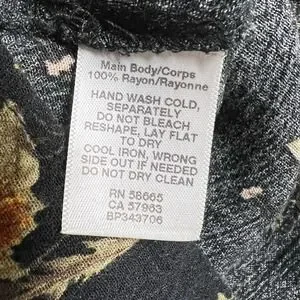 Main Body/Corps
100% Rayon/Rayonne
HAND WASH COLD,
SEPARATELY
DO NOT BLEACH
RESHAPE, LAY FLAT
TO DRY
COOL IRON, WRONG
SIDE OUT IF NEEDED
DO NOT DRY CLEAN
RN 58665
CA 57963
BP343706